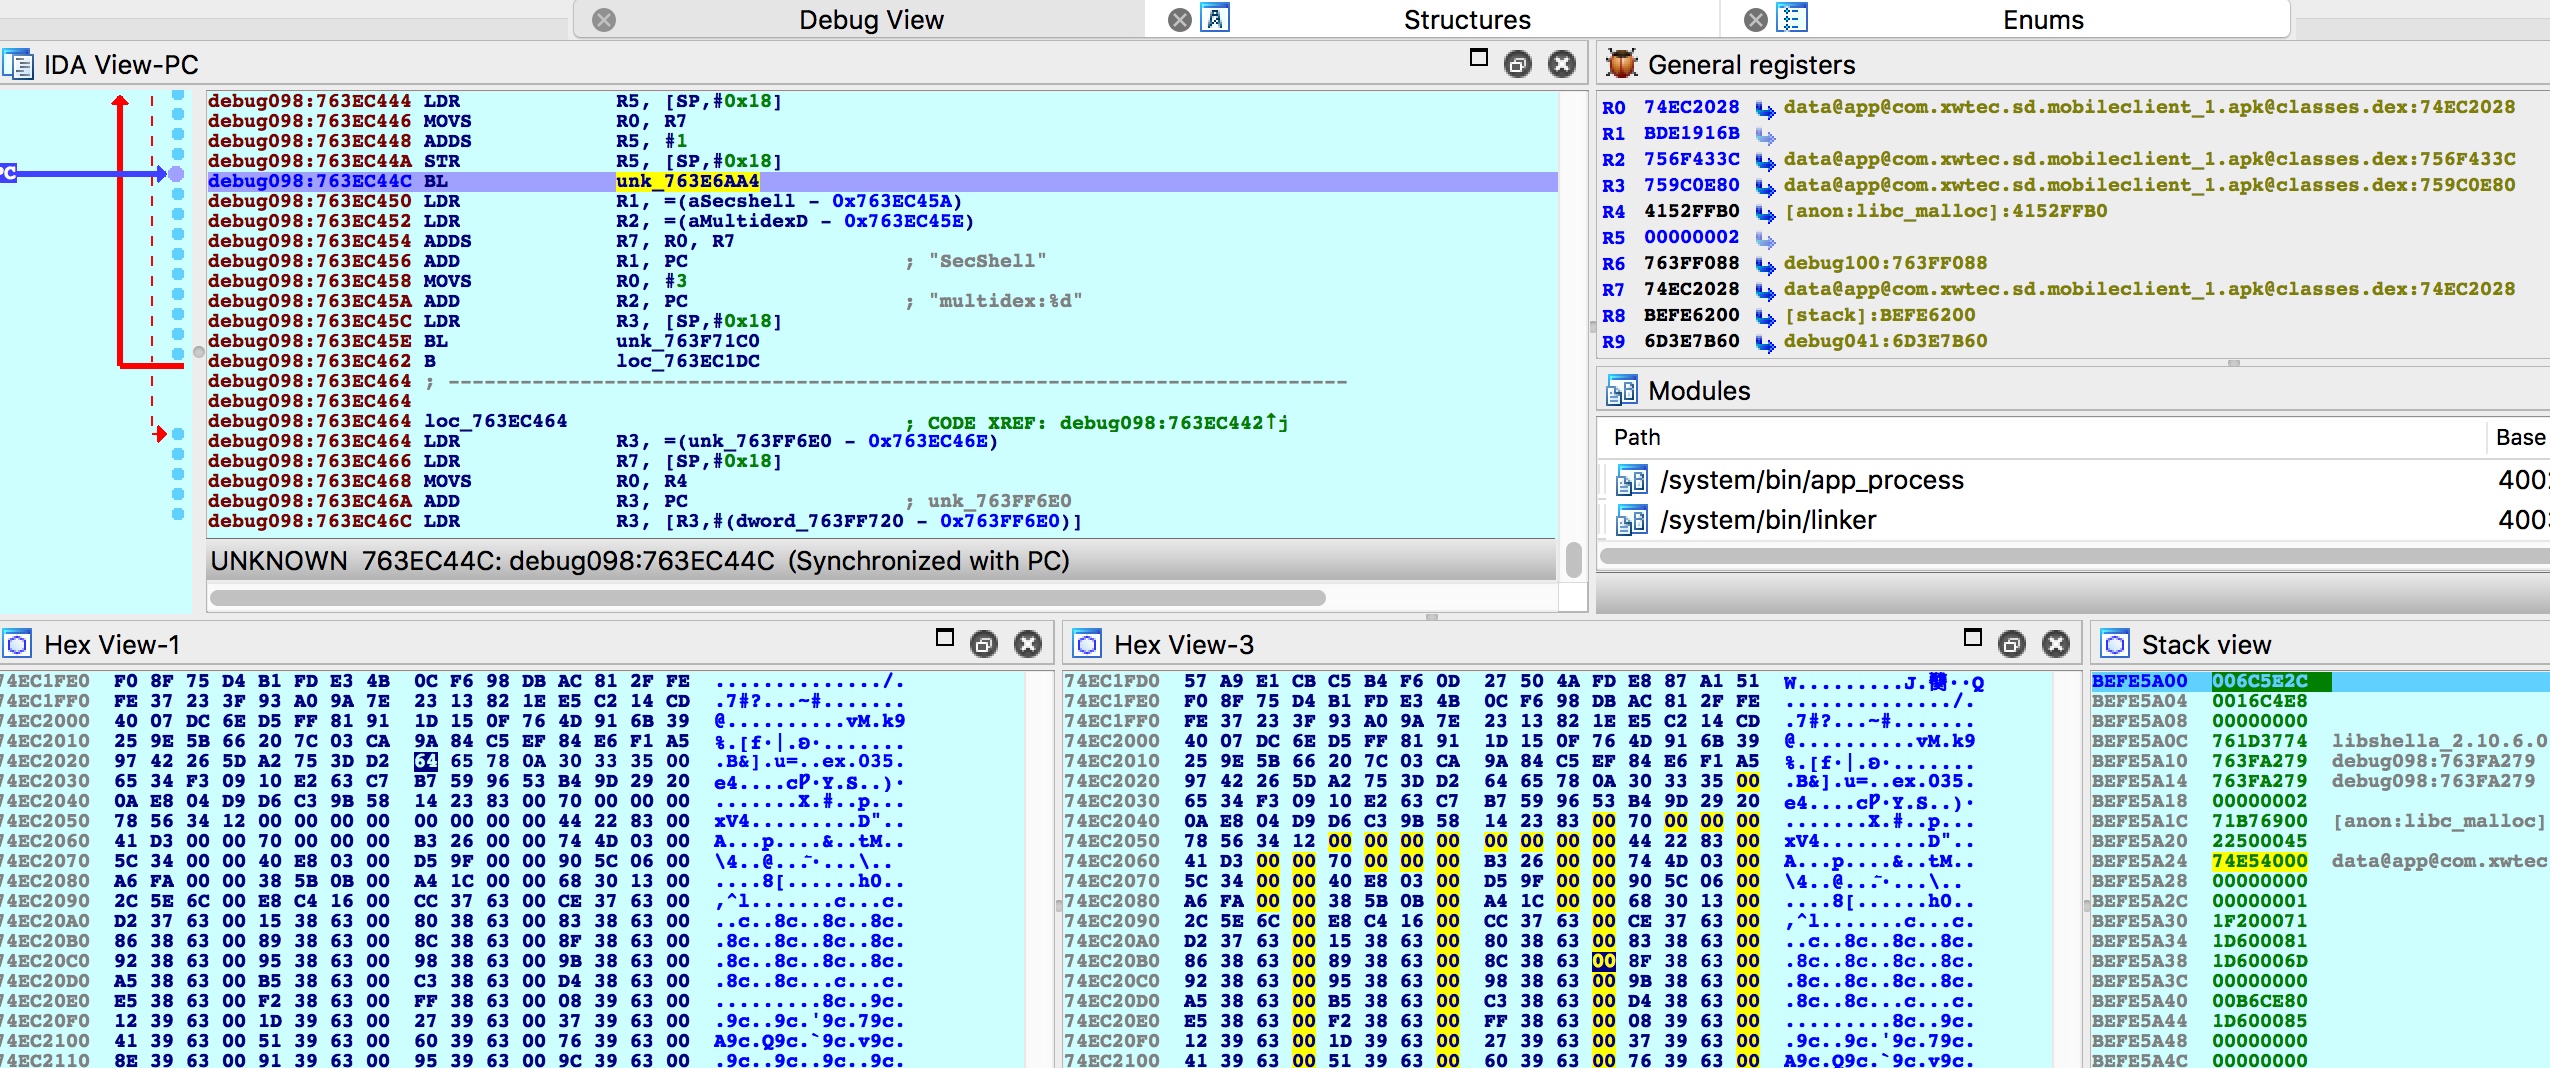 Debug View
Structures
Enums
IDA View-PC
PC
debug098:763EC444 LDR R5, [SP,#0x18]
debug098:763EC446 MOVS R0, R7
debug098:763EC448 ADDS R5, #1
debug098:763EC44A STR R5, [SP,#0x18]
debug098:763EC44C BL unk_763E6AA4
debug098:763EC450 LDR R1, =(aSecshell - 0x763EC45A)
debug098:763EC452 LDR R2, =(aMultidexD - 0x763EC45E)
debug098:763EC454 ADDS R7, R0, R7
debug098:763EC456 ADD R1, PC ; "SecShell"
debug098:763EC458 MOVS R0, #3
debug098:763EC45A ADD R2, PC ; "multidex:%d"
debug098:763EC45C LDR R3, [SP,#0x18]
debug098:763EC45E BL unk_763F71C0
debug098:763EC462 B loc_763EC1DC
debug098:763EC464 ; ---------------------------------------------------------------------------
debug098:763EC464
debug098:763EC464 loc_763EC464 ; CODE XREF: debug098:763EC442↑j
debug098:763EC464 LDR R3, =(unk_763FF6E0 - 0x763EC46E)
debug098:763EC466 LDR R7, [SP,#0x18]
debug098:763EC468 MOVS R0, R4
debug098:763EC46A ADD R3, PC ; unk_763FF6E0
debug098:763EC46C LDR R3, [R3,#(dword_763FF720 - 0x763FF6E0)]
UNKNOWN 763EC44C: debug098:763EC44C (Synchronized with PC)
General registers
R0 74EC2028 data@app@com.xwtec.sd.mobileclient_1.apk@classes.dex:74EC2028
R1 BDE1916B
R2 756F433C data@app@com.xwtec.sd.mobileclient_1.apk@classes.dex:756F433C
R3 759C0E80 data@app@com.xwtec.sd.mobileclient_1.apk@classes.dex:759C0E80
R4 4152FFB0 [anon:libc_malloc]:4152FFB0
R5 00000002
R6 763FF088 debug100:763FF088
R7 74EC2028 data@app@com.xwtec.sd.mobileclient_1.apk@classes.dex:74EC2028
R8 BEFE6200 [stack]:BEFE6200
R9 6D3E7B60 debug041:6D3E7B60
Modules
Path Base
/system/bin/app_process
/system/bin/linker
Hex View-1
74EC1FE0 F0 8F 75 D4 B1 FD E3 4B 0C F6 98 DB AC 81 2F FE ............../.
74EC1FF0 FE 37 23 3F 93 A0 9A 7E 23 13 82 1E E5 C2 14 CD .7#?...~#.......
74EC2000 40 07 DC 6E D5 FF 81 91 1D 15 0F 76 4D 91 6B 39 @..........vM.k9
74EC2010 25 9E 5B 66 20 7C 03 CA 9A 84 C5 EF 84 E6 F1 A5
74EC2020 97 42 26 5D A2 75 3D D2 64 65 78 0A 30 33 35 00 .B&].u=..ex.035.
74EC2030 65 34 F3 09 10 E2 63 C7 B7 59 96 53 B4 9D 29 20
74EC2040 0A E8 04 D9 D6 C3 9B 58 14 23 83 00 70 00 00 00 .......X.#..p...
74EC2050 78 56 34 12 00 00 00 00 00 00 00 00 44 22 83 00 xV4.........D"..
74EC2060 41 D3 00 00 70 00 00 00 B3 26 00 00 74 4D 03 00 A...p....&..tM..
74EC2070 5C 34 00 00 40 E8 03 00 D5 9F 00 00 90 5C 06 00
74EC2080 A6 FA 00 00 38 5B 0B 00 A4 1C 00 00 68 30 13 00 ....8[......h0..
74EC2090 2C 5E 6C 00 E8 C4 16 00 CC 37 63 00 CE 37 63 00 ,^l......7c..7c.
74EC20A0 D2 37 63 00 15 38 63 00 80 38 63 00 83 38 63 00 ..c..8c..8c..8c.
74EC20B0 86 38 63 00 89 38 63 00 8C 38 63 00 8F 38 63 00 .8c..8c..8c..8c.
74EC20C0 92 38 63 00 95 38 63 00 98 38 63 00 9B 38 63 00 .8c..8c..8c..8c.
74EC20D0 A5 38 63 00 B5 38 63 00 C3 38 63 00 D4 38 63 00 .8c..8c...c...c.
74EC20E0 E5 38 63 00 F2 38 63 00 FF 38 63 00 08 39 63 00 .........8c..9c.
74EC20F0 12 39 63 00 1D 39 63 00 27 39 63 00 37 39 63 00 .9c..9c.'9c.79c.
74EC2100 41 39 63 00 51 39 63 00 60 39 63 00 76 39 63 00 A9c.Q9c.`9c.v9c.
74EC2110 8E 39 63 00 91 39 63 00 95 39 63 00 9C 39 63 00 .9c..9c..9c..9c.
Hex View-3
74EC1FD0 57 A9 E1 CB C5 B4 F6 0D 27 50 4A FD E8 87 A1 51
74EC1FE0 F0 8F 75 D4 B1 FD E3 4B 0C F6 98 DB AC 81 2F FE ............../.
74EC1FF0 FE 37 23 3F 93 A0 9A 7E 23 13 82 1E E5 C2 14 CD .7#?...~#.......
74EC2000 40 07 DC 6E D5 FF 81 91 1D 15 0F 76 4D 91 6B 39 @..........vM.k9
74EC2010 25 9E 5B 66 20 7C 03 CA 9A 84 C5 EF 84 E6 F1 A5
74EC2020 97 42 26 5D A2 75 3D D2 64 65 78 0A 30 33 35 00 .B&].u=..ex.035.
74EC2030 65 34 F3 09 10 E2 63 C7 B7 59 96 53 B4 9D 29 20
74EC2040 0A E8 04 D9 D6 C3 9B 58 14 23 83 00 70 00 00 00 .......X.#..p...
74EC2050 78 56 34 12 00 00 00 00 00 00 00 00 44 22 83 00 xV4.........D"..
74EC2060 41 D3 00 00 70 00 00 00 B3 26 00 00 74 4D 03 00 A...p....&..tM..
74EC2070 5C 34 00 00 40 E8 03 00 D5 9F 00 00 90 5C 06 00
74EC2080 A6 FA 00 00 38 5B 0B 00 A4 1C 00 00 68 30 13 00 ....8[......h0..
74EC2090 2C 5E 6C 00 E8 C4 16 00 CC 37 63 00 CE 37 63 00 ,^l.......c...c.
74EC20A0 D2 37 63 00 15 38 63 00 80 38 63 00 83 38 63 00 ..c..8c..8c..8c.
74EC20B0 86 38 63 00 89 38 63 00 8C 38 63 00 8F 38 63 00 .8c..8c..8c..8c.
74EC20C0 92 38 63 00 95 38 63 00 98 38 63 00 9B 38 63 00 .8c..8c..8c..8c.
74EC20D0 A5 38 63 00 B5 38 63 00 C3 38 63 00 D4 38 63 00 .8c..8c...c...c.
74EC20E0 E5 38 63 00 F2 38 63 00 FF 38 63 00 08 39 63 00 .........8c..9c.
74EC20F0 12 39 63 00 1D 39 63 00 27 39 63 00 37 39 63 00 .9c..9c.'9c.79c.
74EC2100 41 39 63 00 51 39 63 00 60 39 63 00 76 39 63 00 A9c.Q9c.`9c.v9c.
Stack view
BEFE5A00 006C5E2C
BEFE5A04 0016C4E8
BEFE5A08 00000000
BEFE5A0C 761D3774 libshella_2.10.6.0
BEFE5A10 763FA279 debug098:763FA279
BEFE5A14 763FA279 debug098:763FA279
BEFE5A18 00000002
BEFE5A1C 71B76900 [anon:libc_malloc]
BEFE5A20 22500045
BEFE5A24 74E54000 data@app@com.xwtec
BEFE5A28 00000000
BEFE5A2C 00000001
BEFE5A30 1F200071
BEFE5A34 1D600081
BEFE5A38 1D60006D
BEFE5A3C 00000000
BEFE5A40 00B6CE80
BEFE5A44 1D600085
BEFE5A48 00000000
BEFE5A4C 00000000